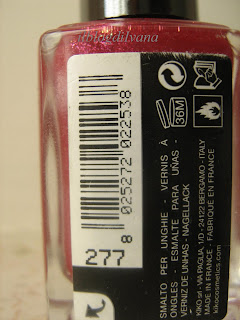 277
8 025272 022538
36M
SMALTO PER UNGHIE - VERNIS À
ONGLES - ESMALTE PARA UÑAS -
VERNIZ DE UNHAS - NAGELLACK
KIKO srl - VIA PAGLIA, 1/D - 24122 BERGAMO - ITALY
MADE IN FRANCE - FABRIQUÉ EN FRANCE
kikocosmetics.com